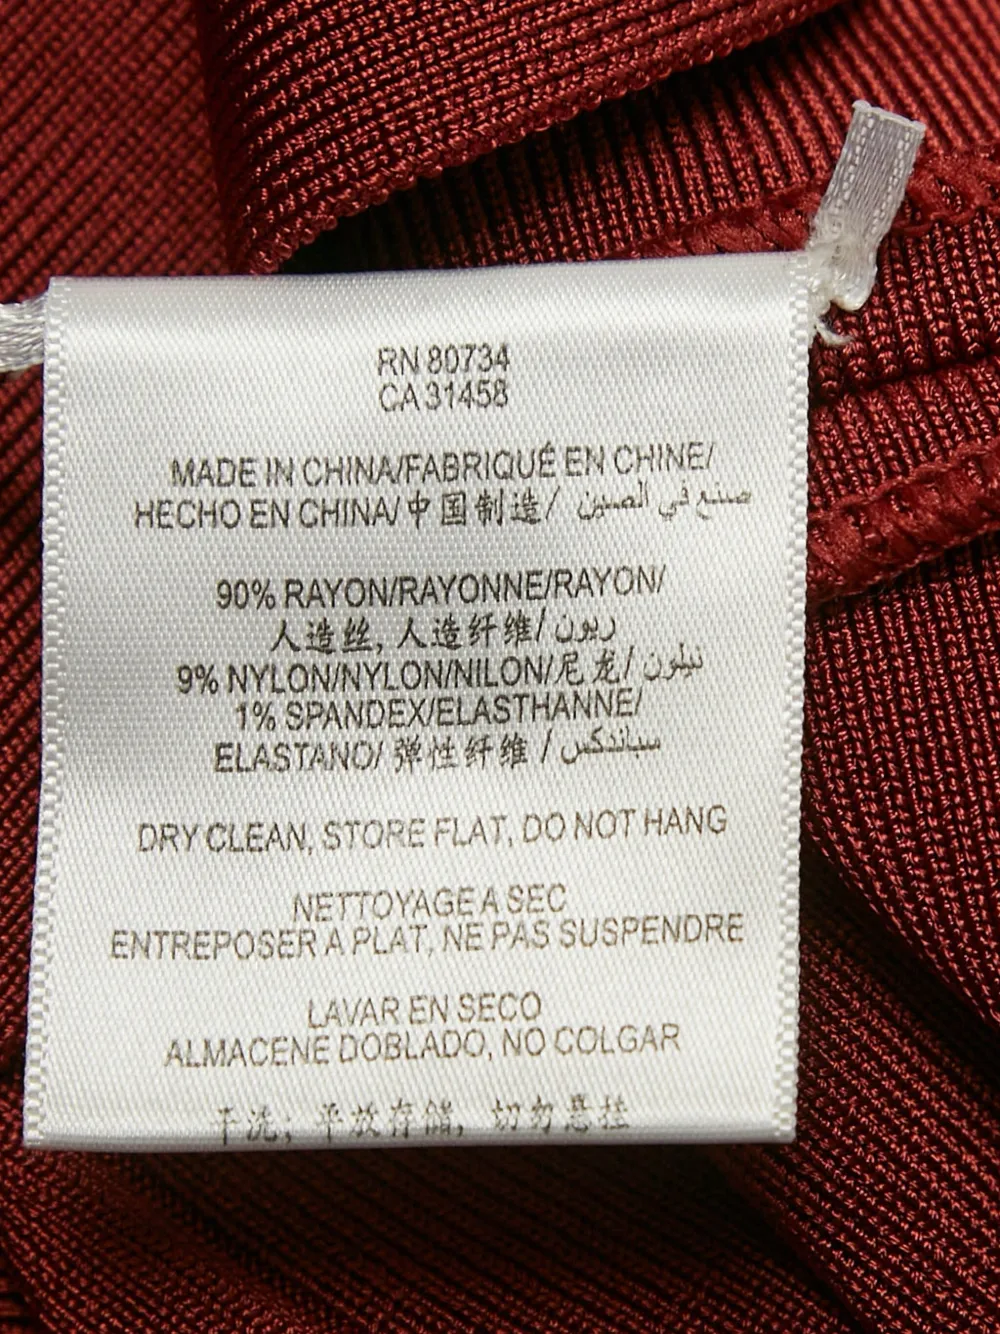 RN 80734
CA 31458
MADE IN CHINA/FABRIQUÉ EN CHINE/
HECHO EN CHINA/中国制造/ صنع في الصين
90% RAYON/RAYONNE/RAYON/
人造丝, 人造纤维/ ريون
9% NYLON/NYLON/NILON/尼龙/ نيلون
1% SPANDEX/ELASTHANNE/
ELASTANO/ 弹性纤维 / سباندكس
DRY CLEAN, STORE FLAT, DO NOT HANG
NETTOYAGE A SEC
ENTREPOSER A PLAT, NE PAS SUSPENDRE
LAVAR EN SECO
ALMACENE DOBLADO, NO COLGAR
干洗; 平放存储, 切勿悬挂